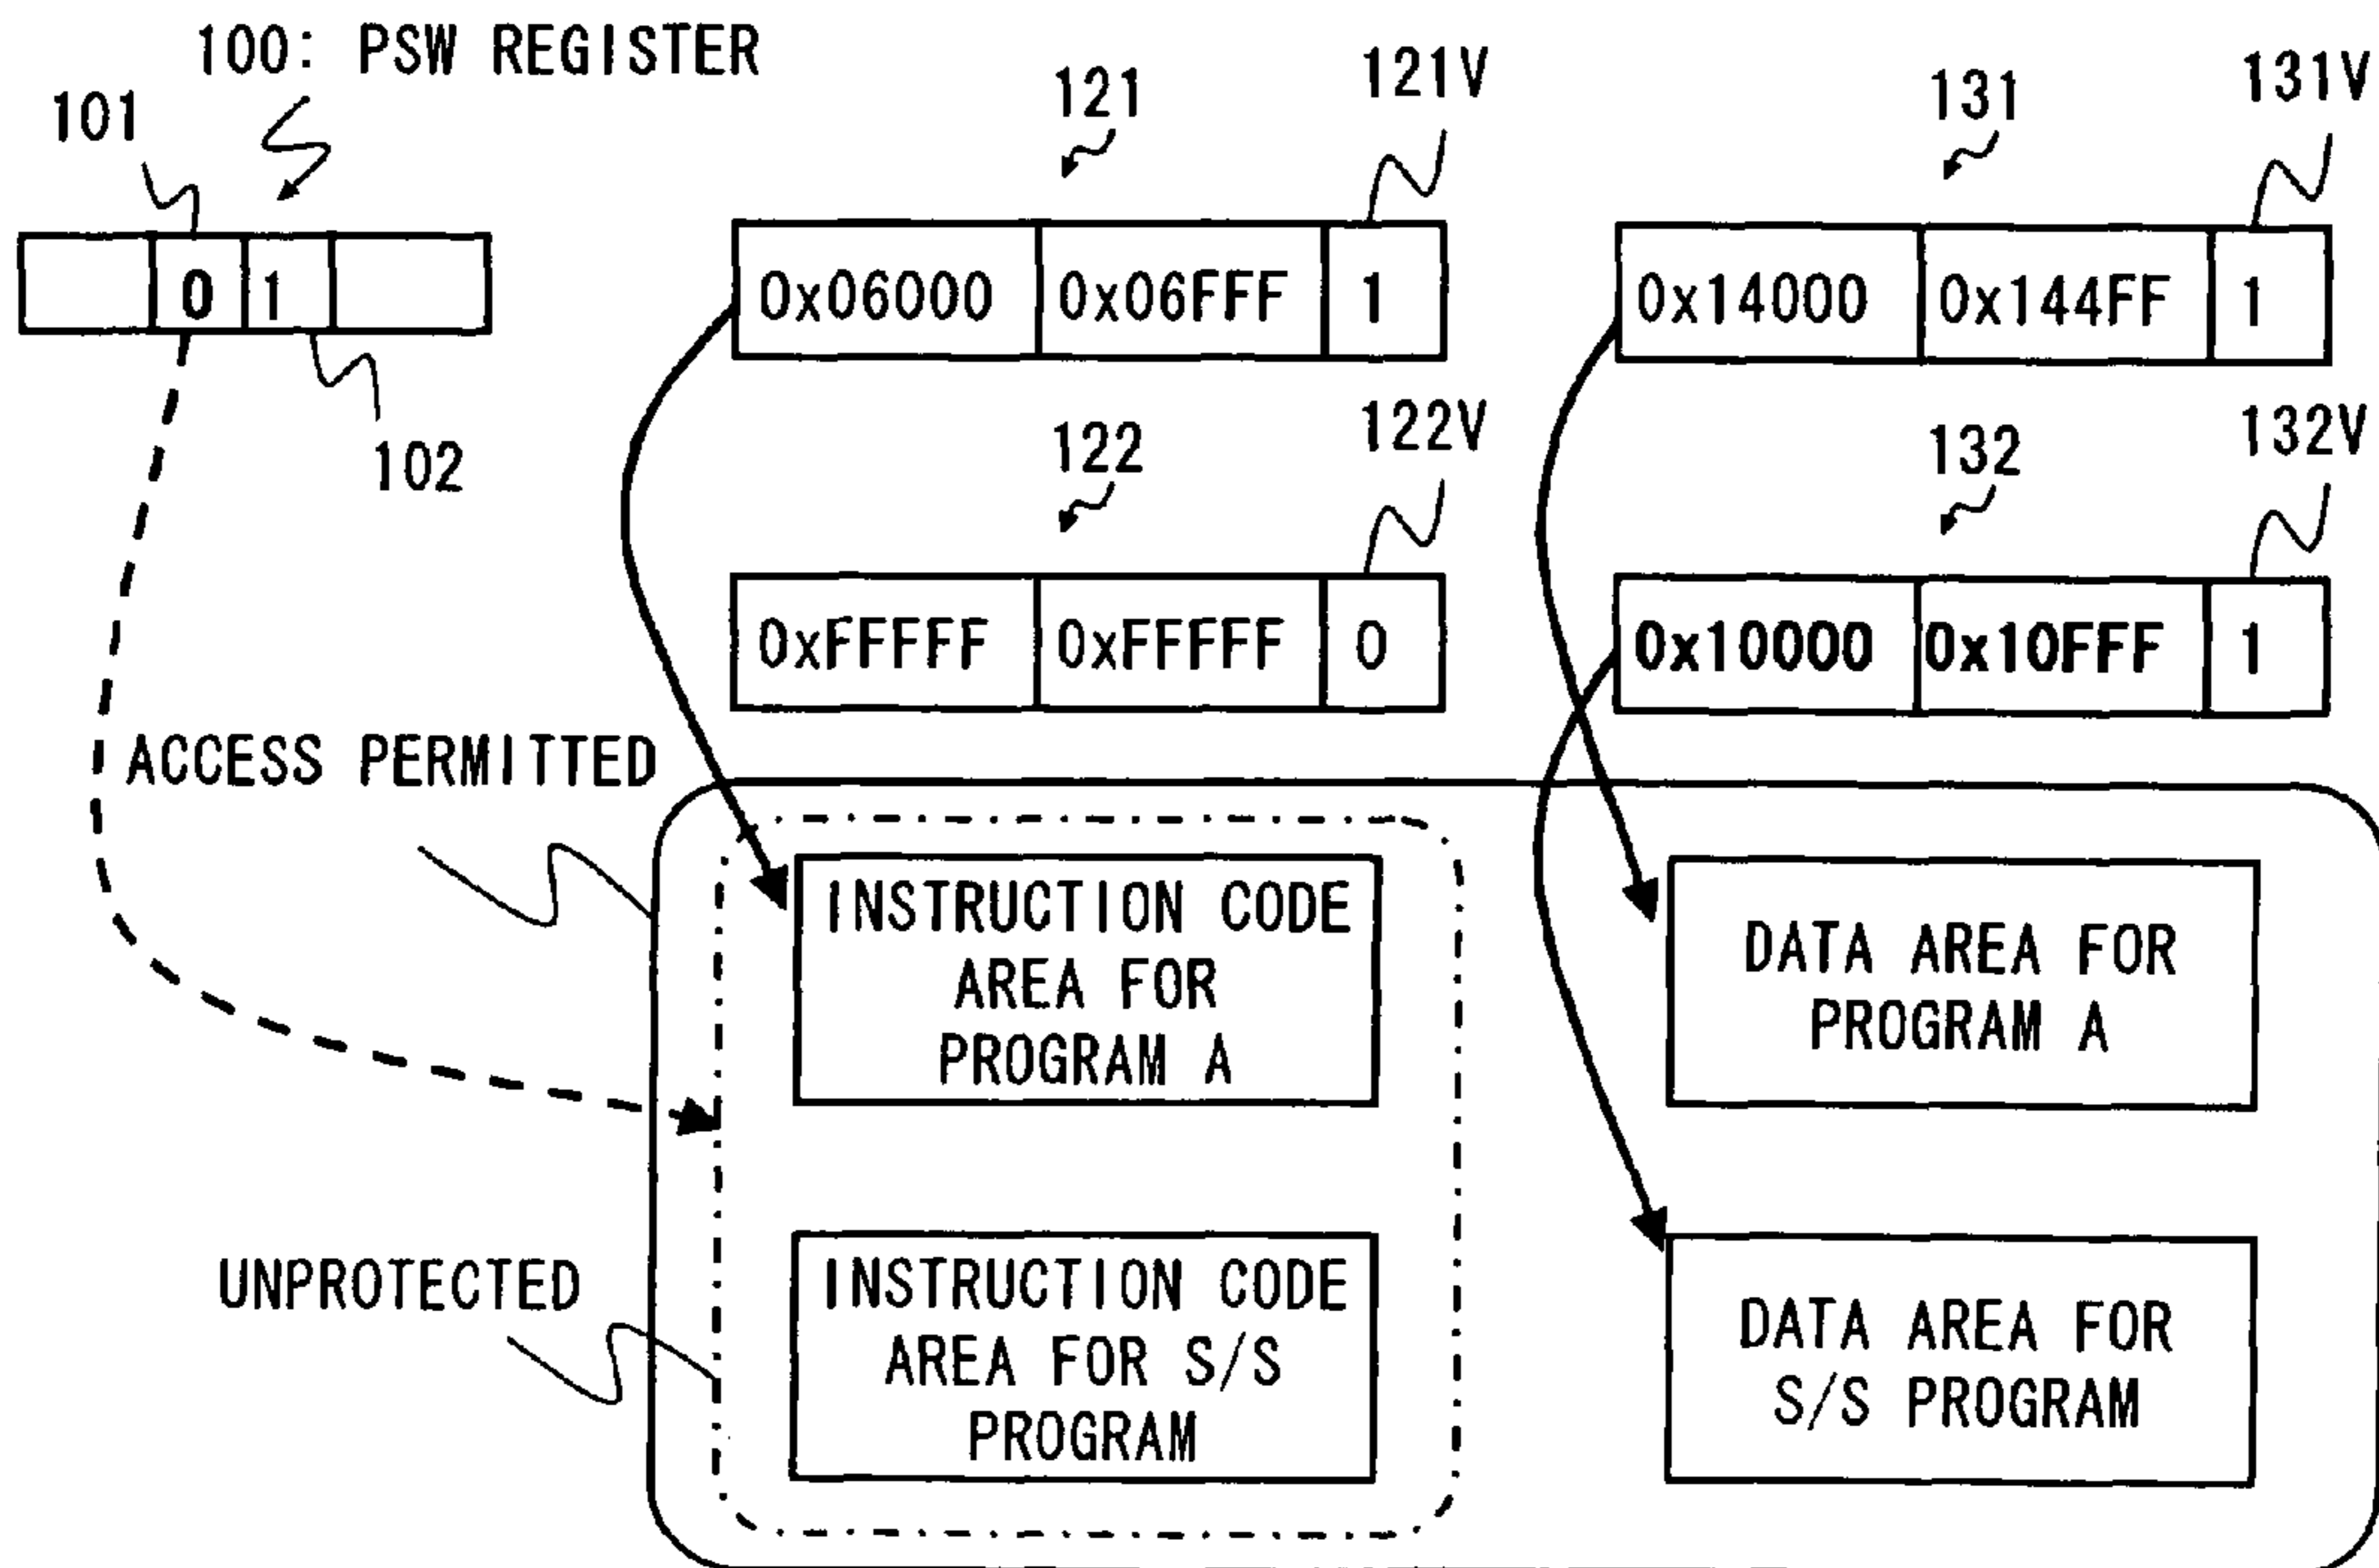 100: PSW REGISTER
101
0 1
102
121
121V
0x06000 0x06FFF 1
131
131V
0x14000 0x144FF 1
122
122V
0xFFFFF 0xFFFFF 0
132
132V
0x10000 0x10FFF 1
ACCESS PERMITTED
UNPROTECTED
INSTRUCTION CODE
AREA FOR
PROGRAM A
DATA AREA FOR
PROGRAM A
INSTRUCTION CODE
AREA FOR S/S
PROGRAM
DATA AREA FOR
S/S PROGRAM